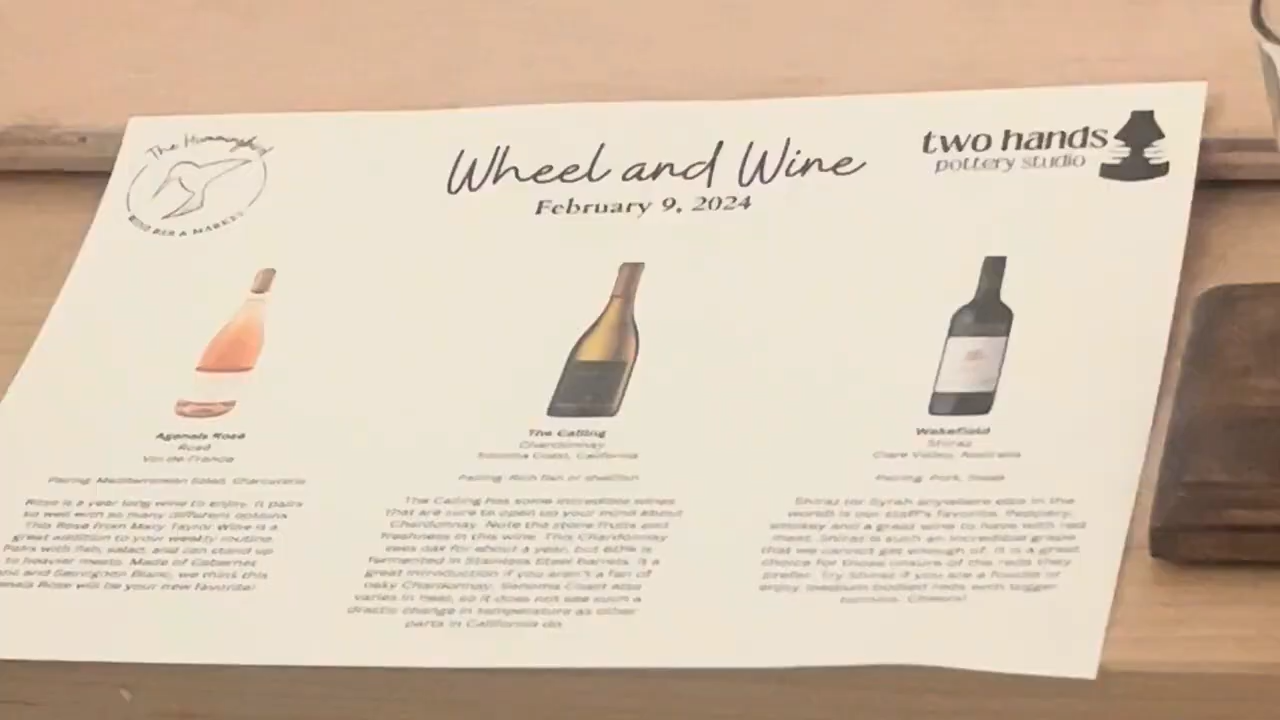 The Hummingbird
WINE BAR & MARKET
Wheel and Wine
February 9, 2024
two hands
pottery studio
Agenais Rosé
Rosé
Vin de France
Pairing: Mediterranean Salad, Charcuterie
Rosé is a year long wine to enjoy. It pairs
so well with so many different options
This Rosé from Mary Taylor Wine is a
great addition to your weekly routine.
Pairs with fish, salad, and can stand up
to heavier meats. Made of Cabernet
and Sauvignon Blanc, we think this
Rosé will be your new favorite!
The Calling
Chardonnay
Sonoma Coast, California
Pairing: Rich fish or shellfish
The Calling has some incredible wines
that are sure to open up your mind about
Chardonnay. Note the stone fruits and
freshness in this wine. This Chardonnay
sees oak for about a year, but 60% is
fermented in Stainless Steel barrels. It a
great introduction if you aren't a fan of
oaky Chardonnay. Sonoma Coast also
varies in heat, so it does not see such a
drastic change in temperature as other
parts in California do.
Wakefield
Shiraz
Clare Valley, Australia
Pairing: Pork, Steak
Shiraz (or Syrah anywhere else in the
world) is our staff's favorite. Peppery,
smokey and a great wine to have with red
meat. Shiraz is such an incredible grape
that we cannot get enough of. It is a great
choice for those unsure of the reds they
prefer. Try Shiraz if you are a foodie or
enjoy medium bodied reds with bigger
tannins. Cheers!